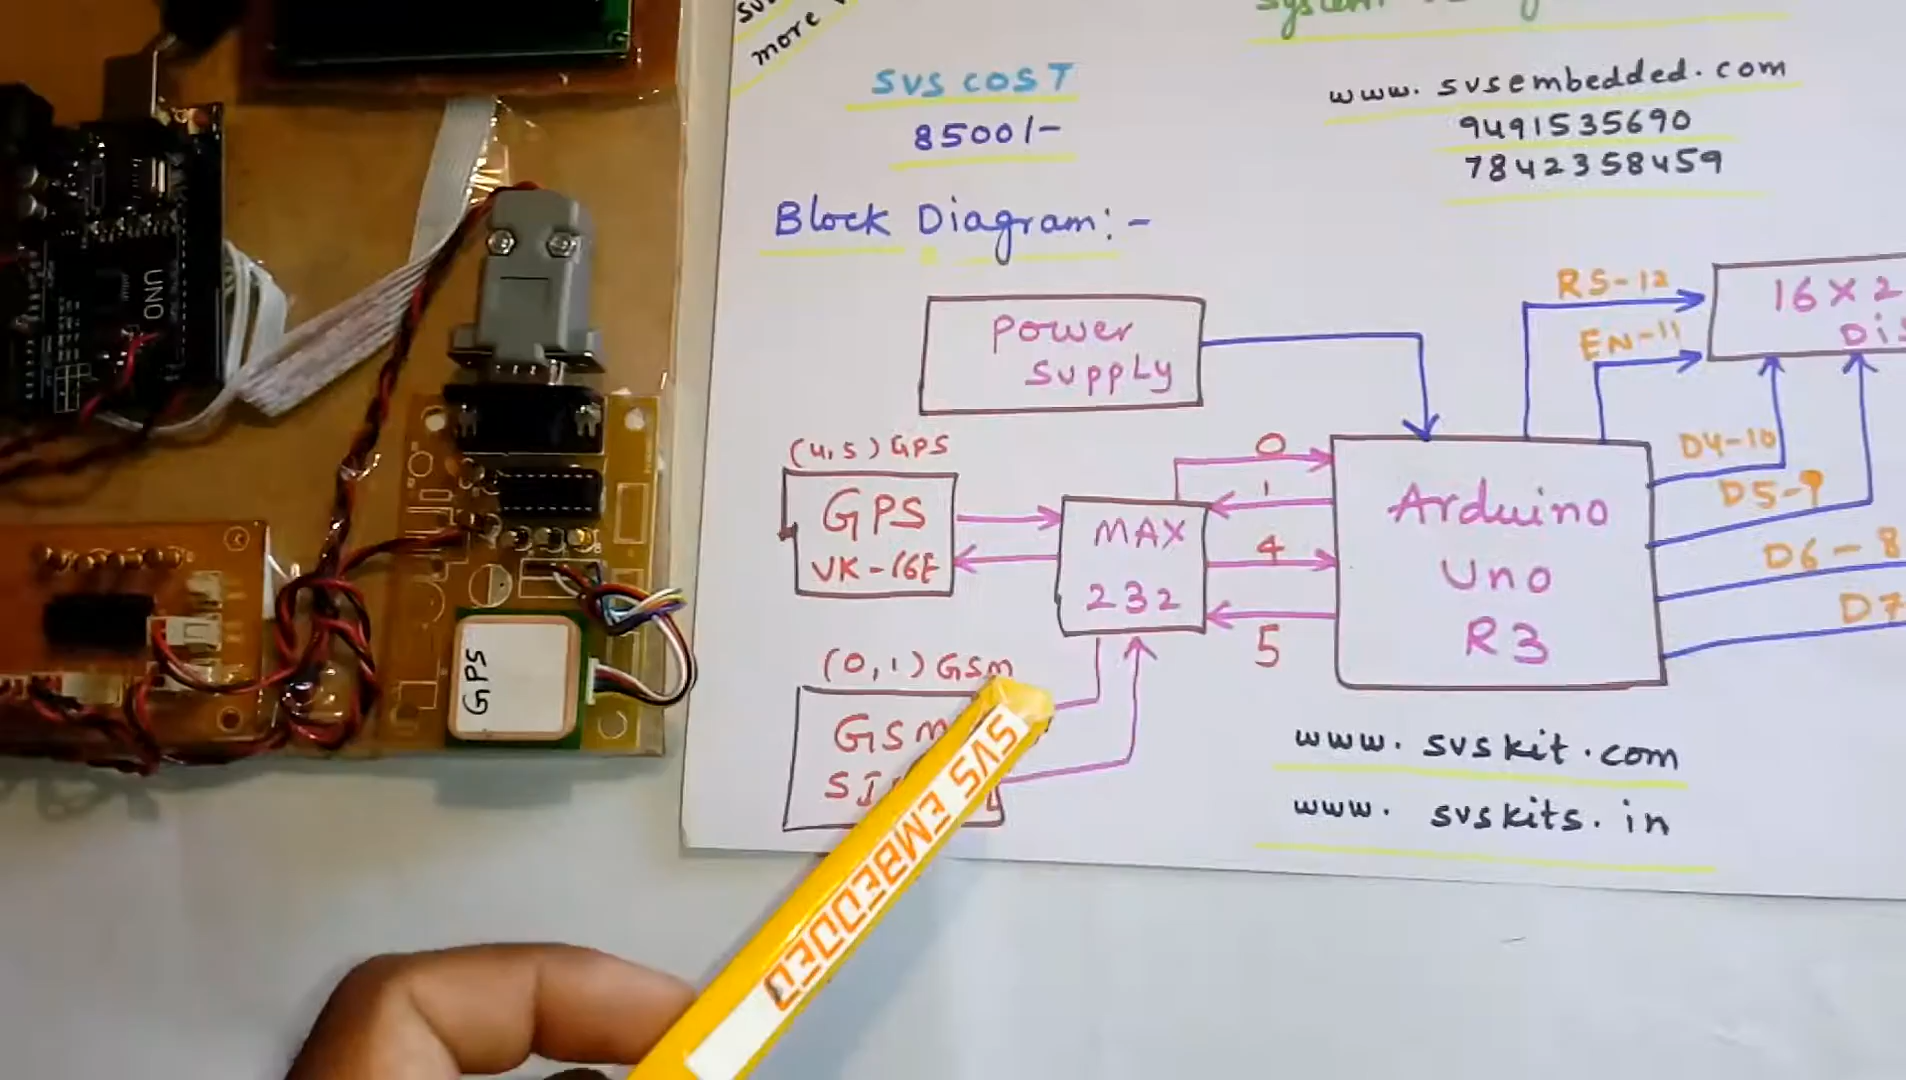 more
SVS COST
8500/-
www.svsembedded.com
9491535690
7842358459
Block Diagram:-
Power
Supply
RS-12
EN-11
16X2
D4-10
D5-9
D6-8
D7
(4,5) GPS
GPS
VK-16E
0
1
4
5
MAX
232
Arduino
Uno
R3
(0,1) GSM
GSM
www.svskit.com
www.svskits.in
SVS EMBEDDED
UNO
GPS